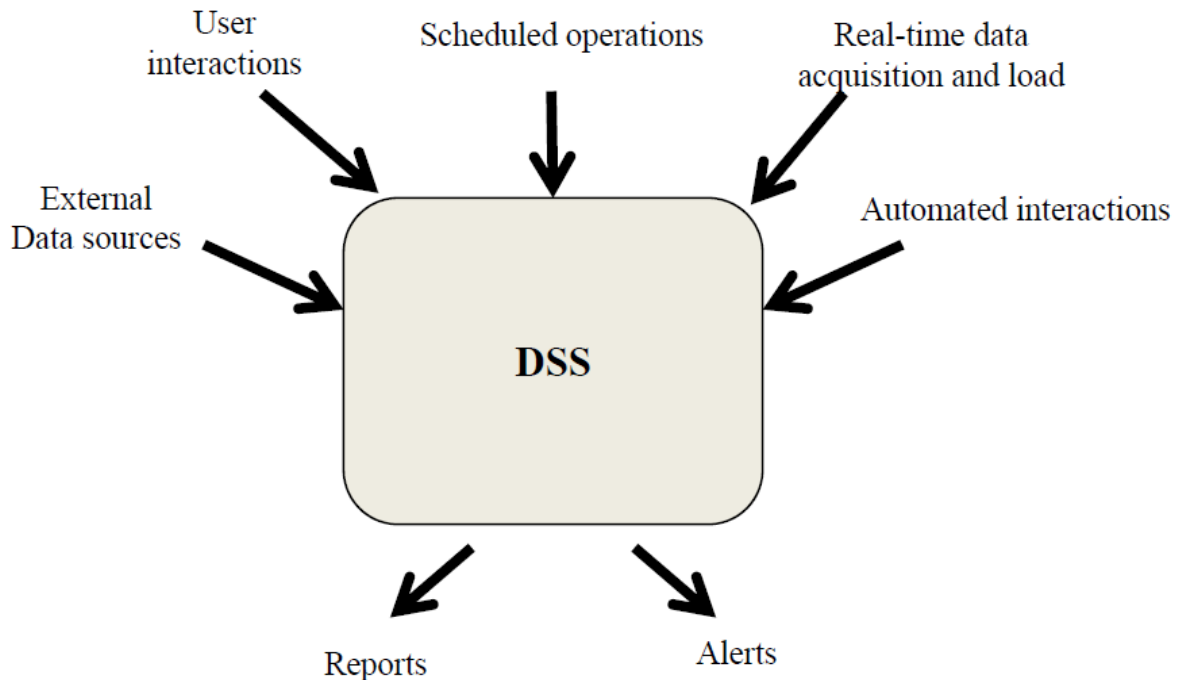 User
interactions
Scheduled operations
Real-time data
acquisition and load
External
Data sources
Automated interactions
DSS
Reports
Alerts